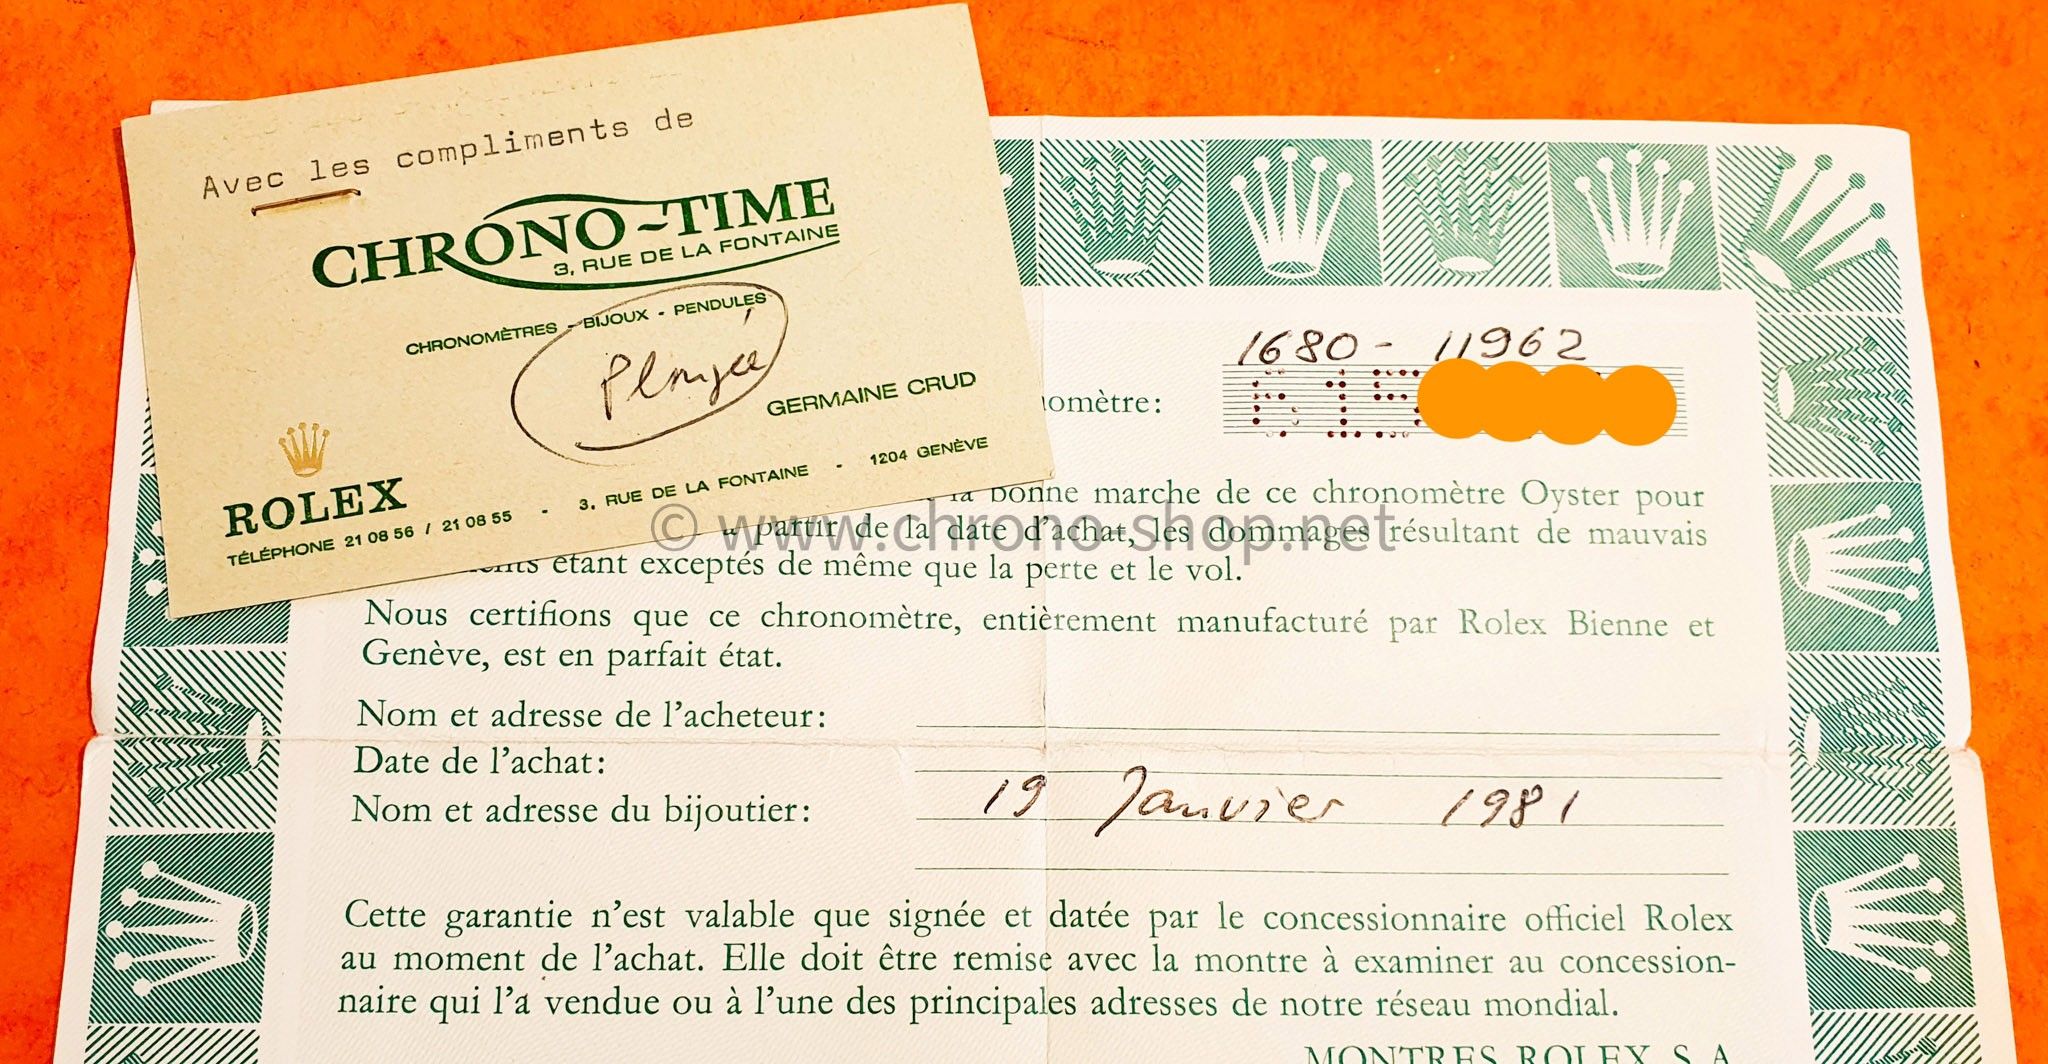 Avec les compliments de
CHRONO~TIME
3, RUE DE LA FONTAINE
CHRONOMÈTRES - BIJOUX - PENDULES
GERMAINE CRUD
ROLEX
TÉLÉPHONE 21 08 56 / 21 08 55 - 3, RUE DE LA FONTAINE - 1204 GENÈVE
1680 - 11962
omètre: 615
la bonne marche de ce chronomètre Oyster pour
à partir de la date d'achat, les dommages résultant de mauvais
ents étant exceptés de même que la perte et le vol.
© www.chrono-shop.net
Nous certifions que ce chronomètre, entièrement manufacturé par Rolex Bienne et
Genève, est en parfait état.
Nom et adresse de l'acheteur:
Date de l'achat:
19 Janvier 1981
Nom et adresse du bijoutier:
Cette garantie n'est valable que signée et datée par le concessionnaire officiel Rolex
au moment de l'achat. Elle doit être remise avec la montre à examiner au concession-
naire qui l'a vendue ou à l'une des principales adresses de notre réseau mondial.
MONTRES ROLEX S.A.